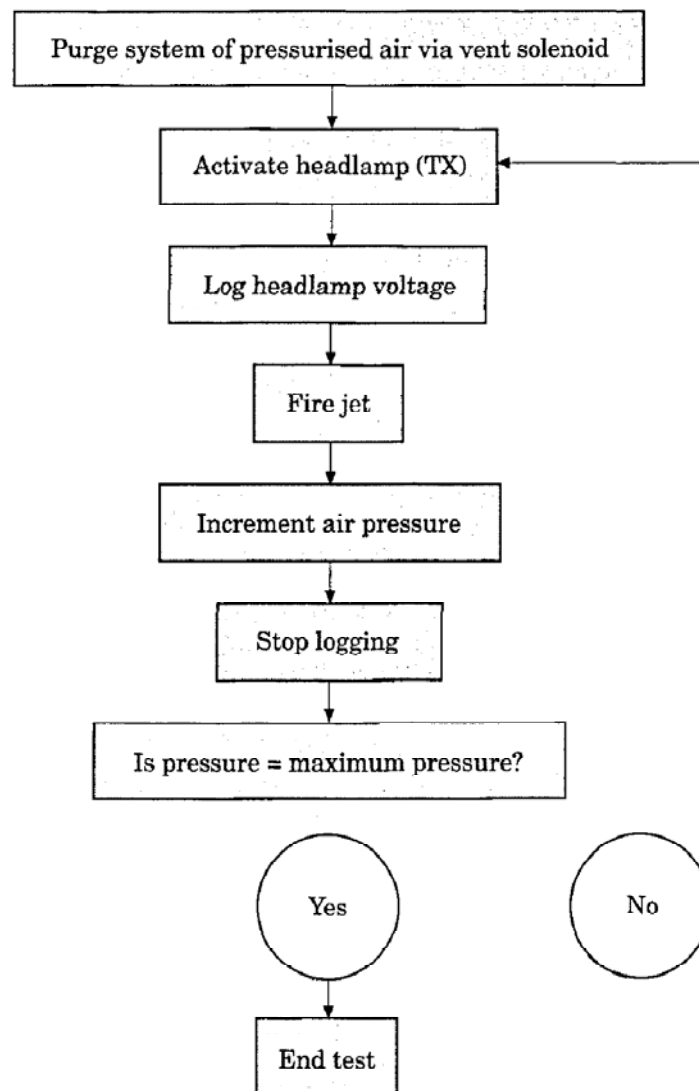 Purge system of pressurised air via vent solenoid
Activate headlamp (TX)
Log headlamp voltage
Fire jet
Increment air pressure
Stop logging
Is pressure = maximum pressure?
Yes
No
End test